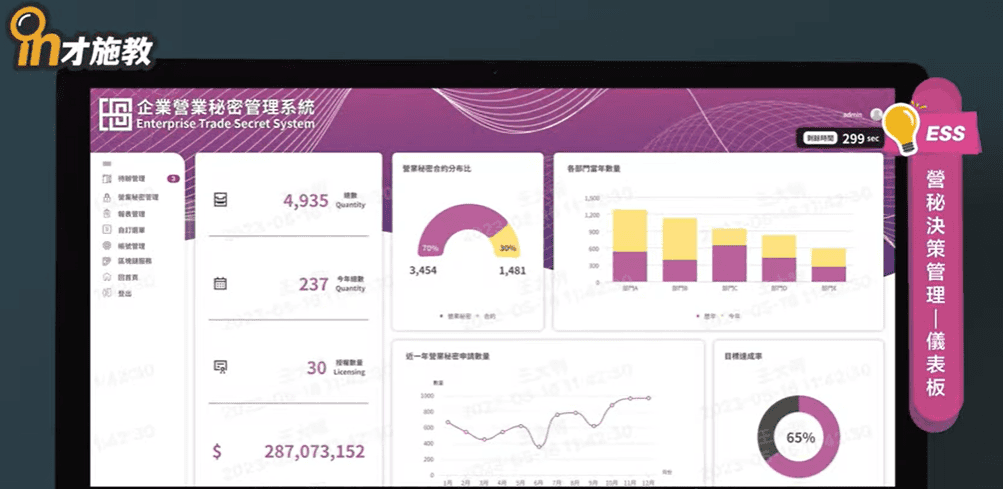 in才施教
企業營業秘密管理系統
Enterprise Trade Secret System
admin
剩餘時間 299 sec
ESS
營秘決策管理—儀表板
待辦管理 3
營業秘密管理
報表管理
自訂選單
帳號管理
區塊鏈服務
回首頁
登出
4,935 總數 Quantity
237 今年總數 Quantity
30 授權數量 Licensing
$ 287,073,152
營業秘密合約分布比
70% 30%
3,454 1,481
營業秘密 合約
各部門當年數量
1,500
1,200
900
600
300
部門A 部門B 部門C 部門D 部門E
歷年 今年
近一年營業秘密申請數量
數量
1000
800
600
400
200
0
1月 2月 3月 4月 5月 6月 7月 8月 9月 10月 11月 12月
月份
目標達成率
65%
王大明
2023-05-16 11:42:30